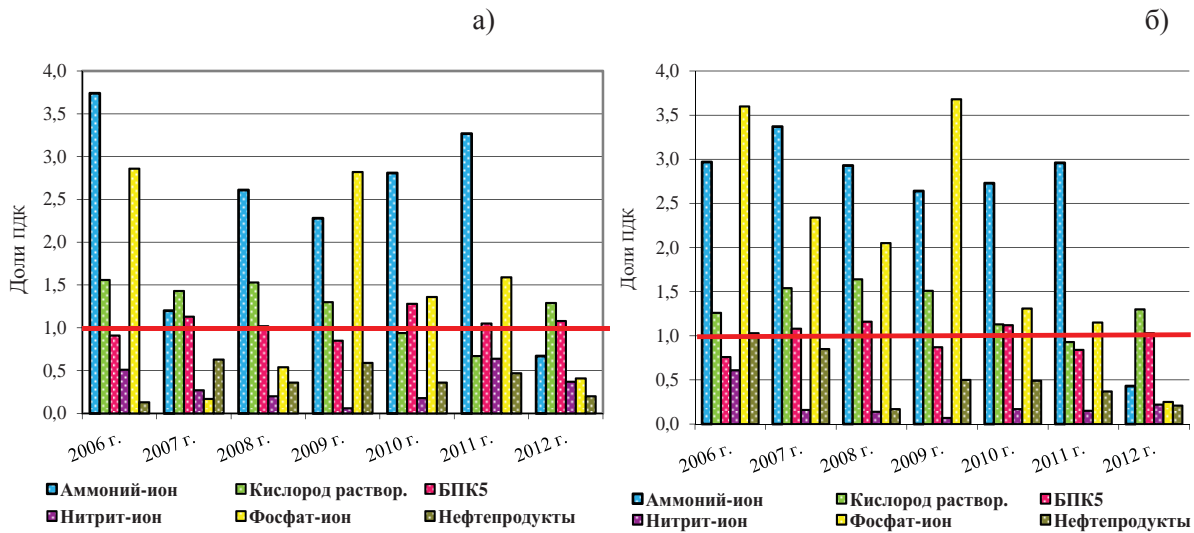 а)
Доли ПДК
4,0
3,5
3,0
2,5
2,0
1,5
1,0
0,5
0,0
2006 г. 2007 г. 2008 г. 2009 г. 2010 г. 2011 г. 2012 г.
Аммоний-ион Кислород раствор. БПК5
Нитрит-ион Фосфат-ион Нефтепродукты
б)
Доли ПДК
4,0
3,5
3,0
2,5
2,0
1,5
1,0
0,5
0,0
2006 г. 2007 г. 2008 г. 2009 г. 2010 г. 2011 г. 2012 г.
Аммоний-ион Кислород раствор. БПК5
Нитрит-ион Фосфат-ион Нефтепродукты